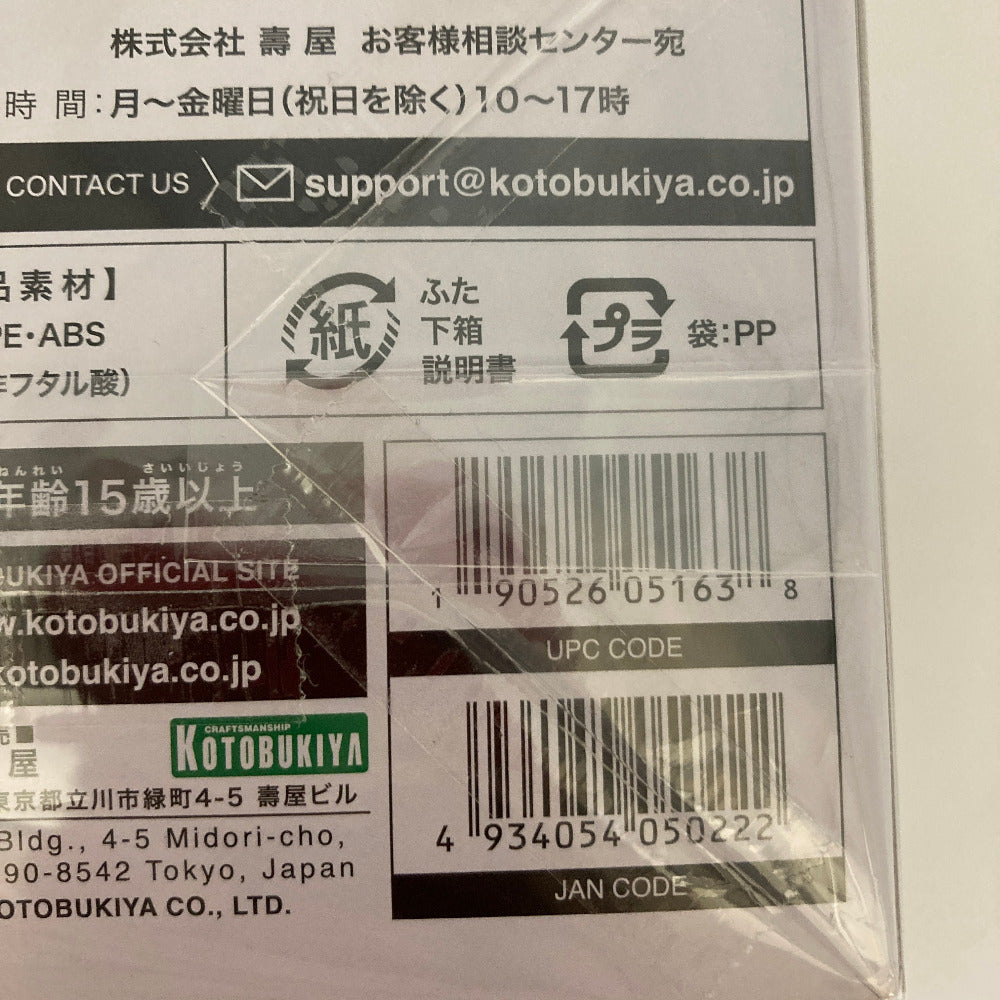 株式会社 壽屋 お客様相談センター宛
時間:月～金曜日(祝日を除く)10～17時
CONTACT US
support@kotobukiya.co.jp
品素材】
PE・ABS
フタル酸)
紙
ふた
下箱
説明書
プラ
袋:PP
ねんれい さいいじょう
年齢15歳以上
UKIYA OFFICIAL SITE
w.kotobukiya.co.jp
kotobukiya.co.jp
1 90526 05163 8
UPC CODE
売■
屋
CRAFTSMANSHIP
KOTOBUKIYA
東京都立川市緑町4-5 壽屋ビル
Bldg., 4-5 Midori-cho,
90-8542 Tokyo, Japan
OTOBUKIYA CO., LTD.
4 934054 050222
JAN CODE